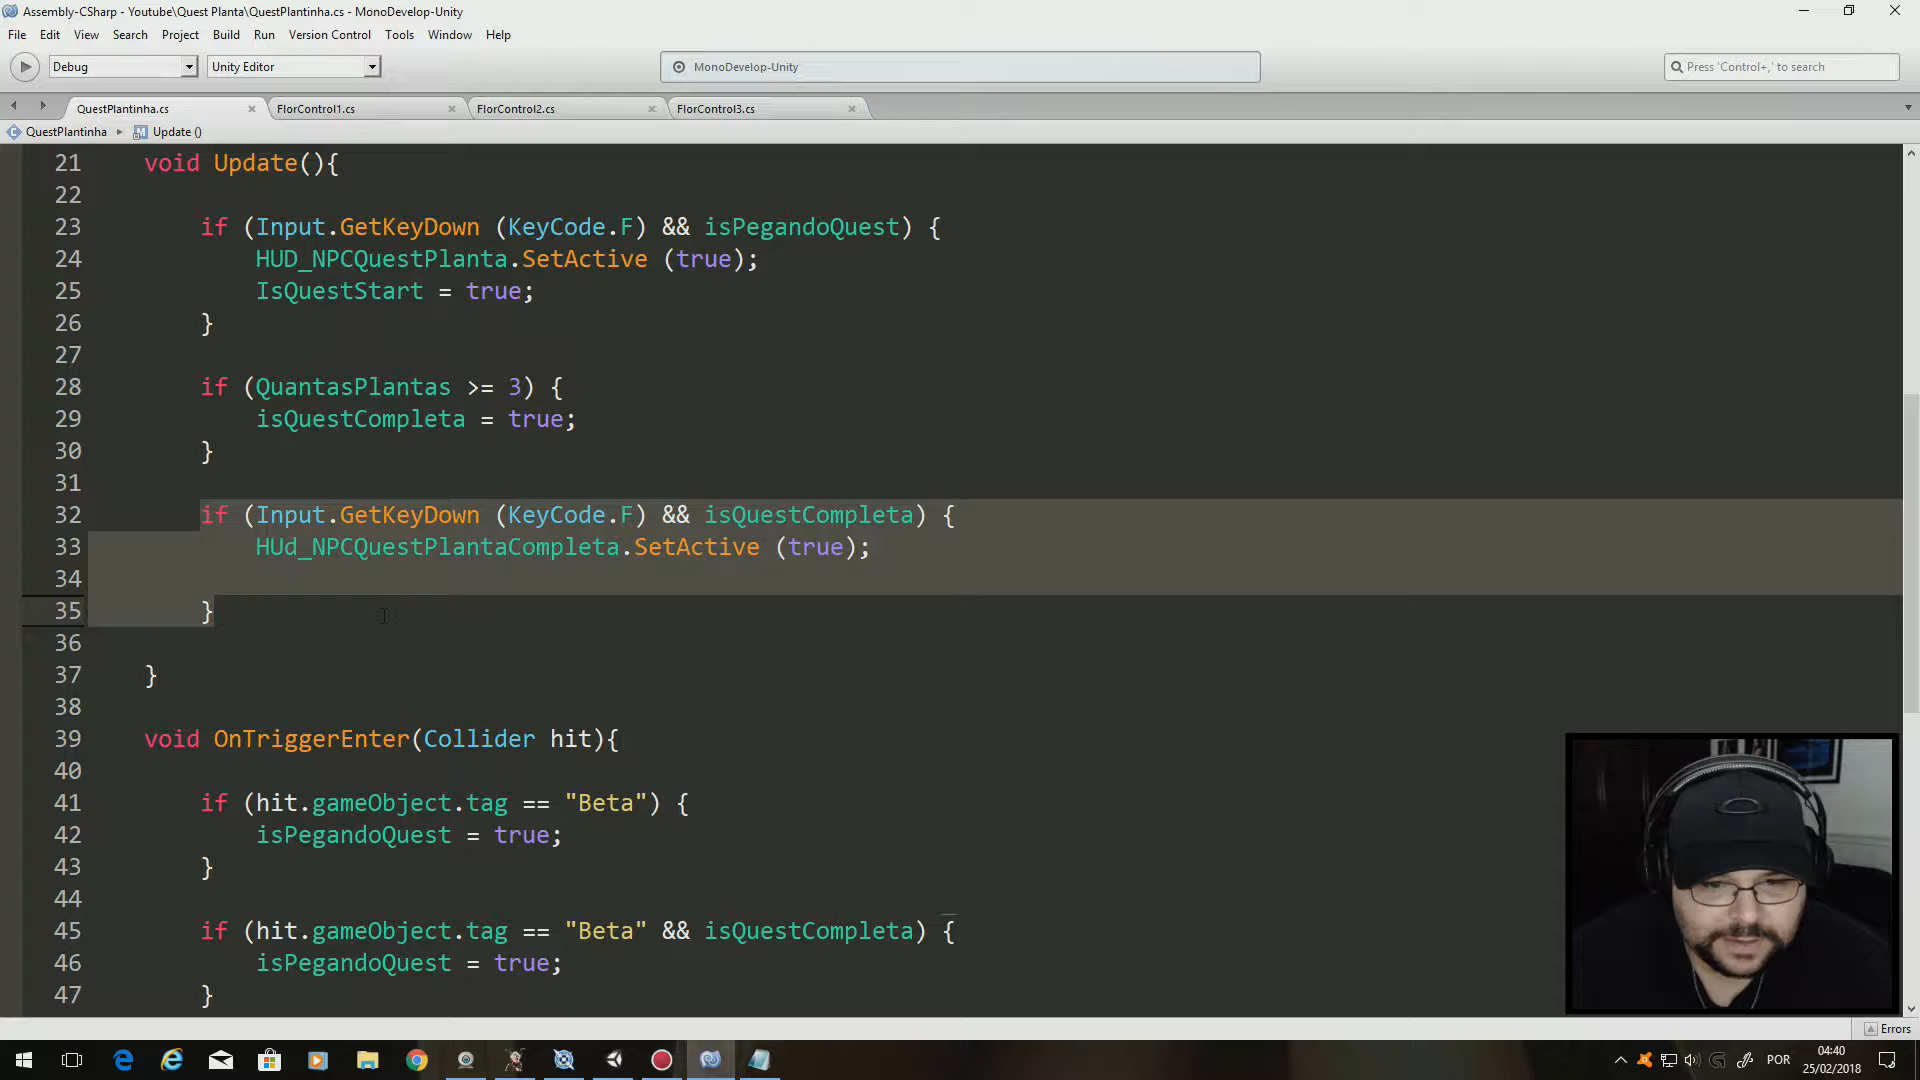 Assembly-CSharp - Youtube\Quest Planta\QuestPlantinha.cs - MonoDevelop-Unity
File Edit View Search Project Build Run Version Control Tools Window Help
Debug Unity Editor MonoDevelop-Unity Press 'Control+,' to search
QuestPlantinha.cs FlorControl1.cs FlorControl2.cs FlorControl3.cs
QuestPlantinha Update ()
21 void Update(){
22
23 if (Input.GetKeyDown (KeyCode.F) && isPegandoQuest) {
24 HUD_NPCQuestPlanta.SetActive (true);
25 IsQuestStart = true;
26 }
27
28 if (QuantasPlantas >= 3) {
29 isQuestCompleta = true;
30 }
31
32 if (Input.GetKeyDown (KeyCode.F) && isQuestCompleta) {
33 HUd_NPCQuestPlantaCompleta.SetActive (true);
34
35 }
36
37 }
38
39 void OnTriggerEnter(Collider hit){
40
41 if (hit.gameObject.tag == "Beta") {
42 isPegandoQuest = true;
43 }
44
45 if (hit.gameObject.tag == "Beta" && isQuestCompleta) {
46 isPegandoQuest = true;
47 }
Errors
POR
04:40
25/02/2018